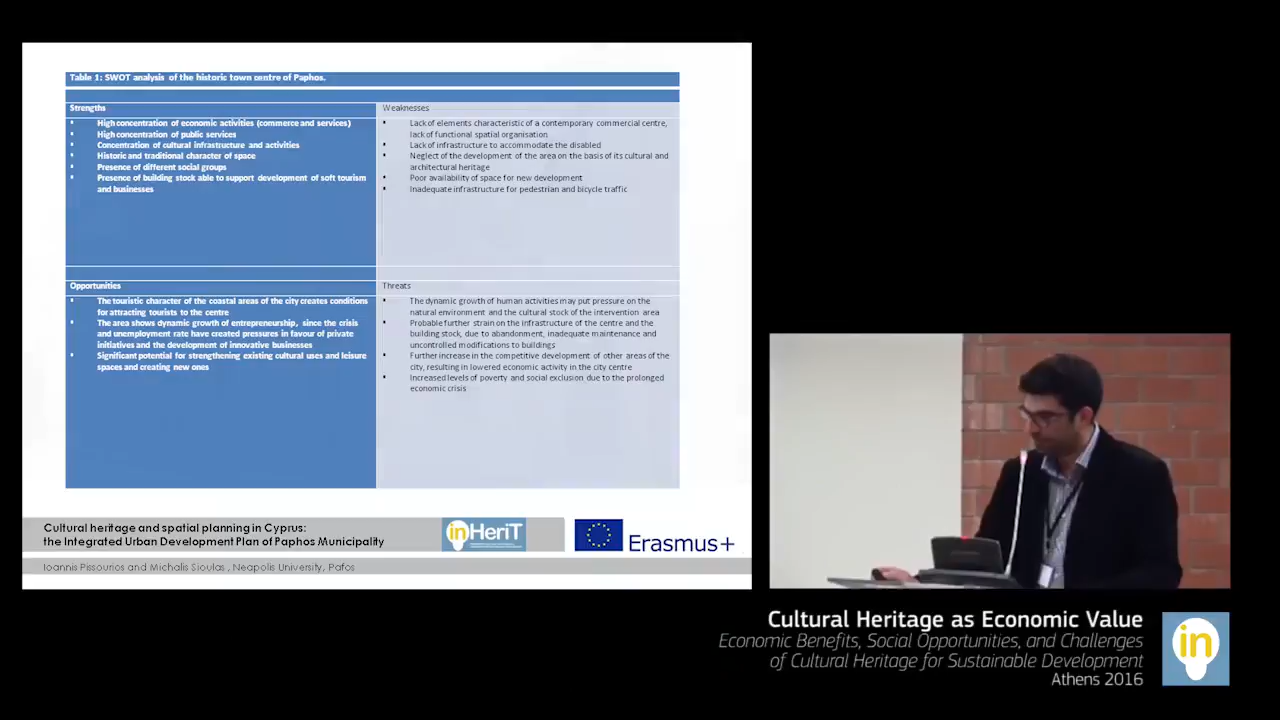 Table 1: SWOT analysis of the historic town centre of Paphos.
Strengths
▪ High concentration of economic activities (commerce and services)
▪ High concentration of public services
▪ Concentration of cultural infrastructure and activities
▪ Historic and traditional character of space
▪ Presence of different social groups
▪ Presence of building stock able to support development of soft tourism
and businesses
Weaknesses
▪ Lack of elements characteristic of a contemporary commercial centre,
lack of functional spatial organisation
▪ Lack of infrastructure to accommodate the disabled
▪ Neglect of the development of the area on the basis of its cultural and
architectural heritage
▪ Poor availability of space for new development
▪ Inadequate infrastructure for pedestrian and bicycle traffic
Opportunities
▪ The touristic character of the coastal areas of the city creates conditions
for attracting tourists to the centre
▪ The area shows dynamic growth of entrepreneurship, since the crisis
and unemployment rate have created pressures in favour of private
initiatives and the development of innovative businesses
▪ Significant potential for strengthening existing cultural uses and leisure
spaces and creating new ones
Threats
▪ The dynamic growth of human activities may put pressure on the
natural environment and the cultural stock of the intervention area
▪ Probable further strain on the infrastructure of the centre and the
building stock, due to abandonment, inadequate maintenance and
uncontrolled modifications to buildings
▪ Further increase in the competitive development of other areas of the
city, resulting in lowered economic activity in the city centre
▪ Increased levels of poverty and social exclusion due to the prolonged
economic crisis
Cultural heritage and spatial planning in Cyprus:
the Integrated Urban Development Plan of Paphos Municipality
inHeriT
Erasmus+
Ioannis Pissourios and Michalis Sioulas , Neapolis University, Pafos
Cultural Heritage as Economic Value
Economic Benefits, Social Opportunities, and Challenges
of Cultural Heritage for Sustainable Development
Athens 2016
in